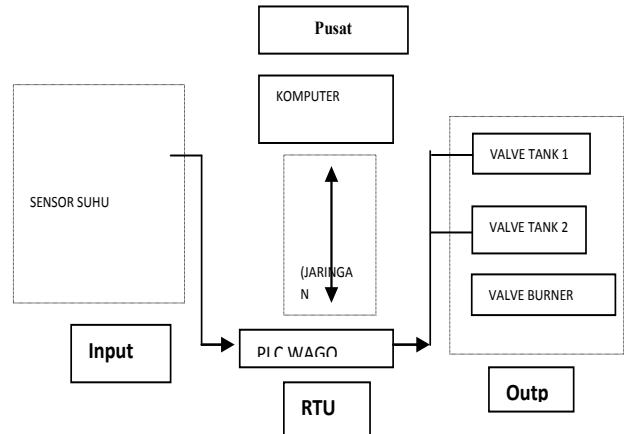 Pusat
KOMPUTER
SENSOR SUHU
VALVE TANK 1
VALVE TANK 2
(JARINGA
N
VALVE BURNER
Input
PLC WAGO
RTU
Outp